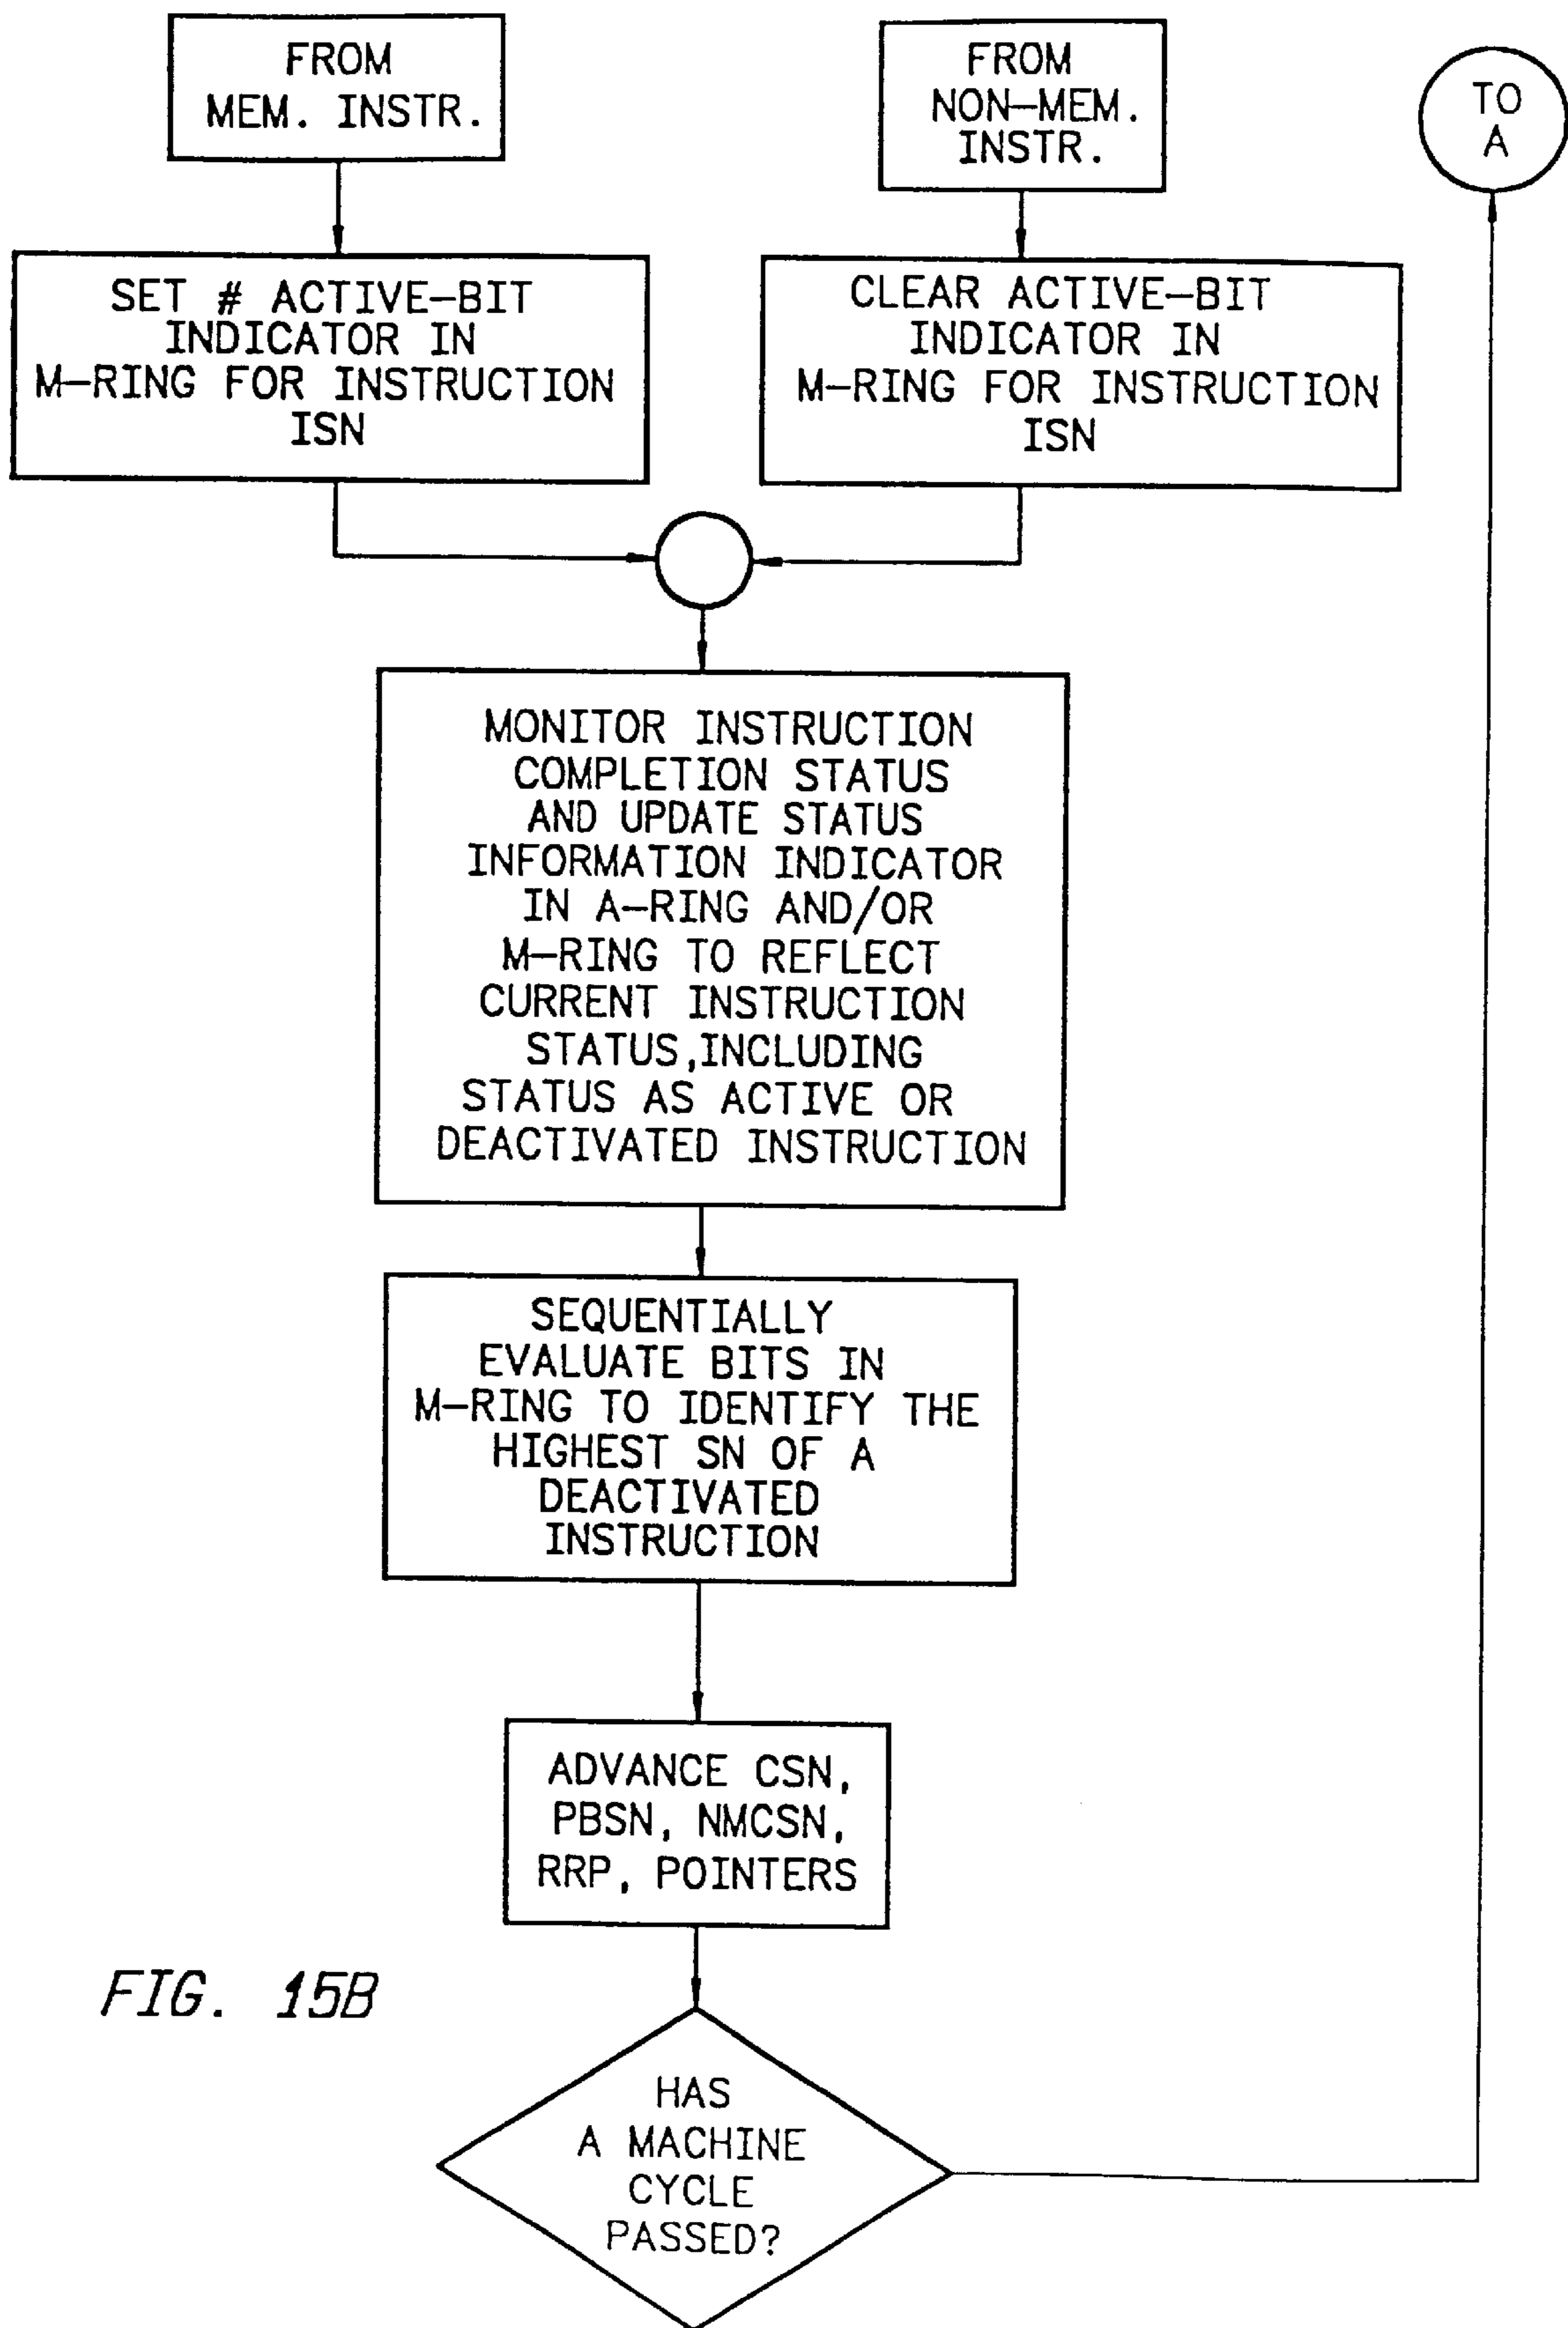 FROM
MEM. INSTR.
FROM
NON-MEM.
INSTR.
TO
A
SET # ACTIVE-BIT
INDICATOR IN
M-RING FOR INSTRUCTION
ISN
CLEAR ACTIVE-BIT
INDICATOR IN
M-RING FOR INSTRUCTION
ISN
MONITOR INSTRUCTION
COMPLETION STATUS
AND UPDATE STATUS
INFORMATION INDICATOR
IN A-RING AND/OR
M-RING TO REFLECT
CURRENT INSTRUCTION
STATUS,INCLUDING
STATUS AS ACTIVE OR
DEACTIVATED INSTRUCTION
SEQUENTIALLY
EVALUATE BITS IN
M-RING TO IDENTIFY THE
HIGHEST SN OF A
DEACTIVATED
INSTRUCTION
ADVANCE CSN,
PBSN, NMCSN,
RRP, POINTERS
HAS
A MACHINE
CYCLE
PASSED?
FIG. 15B